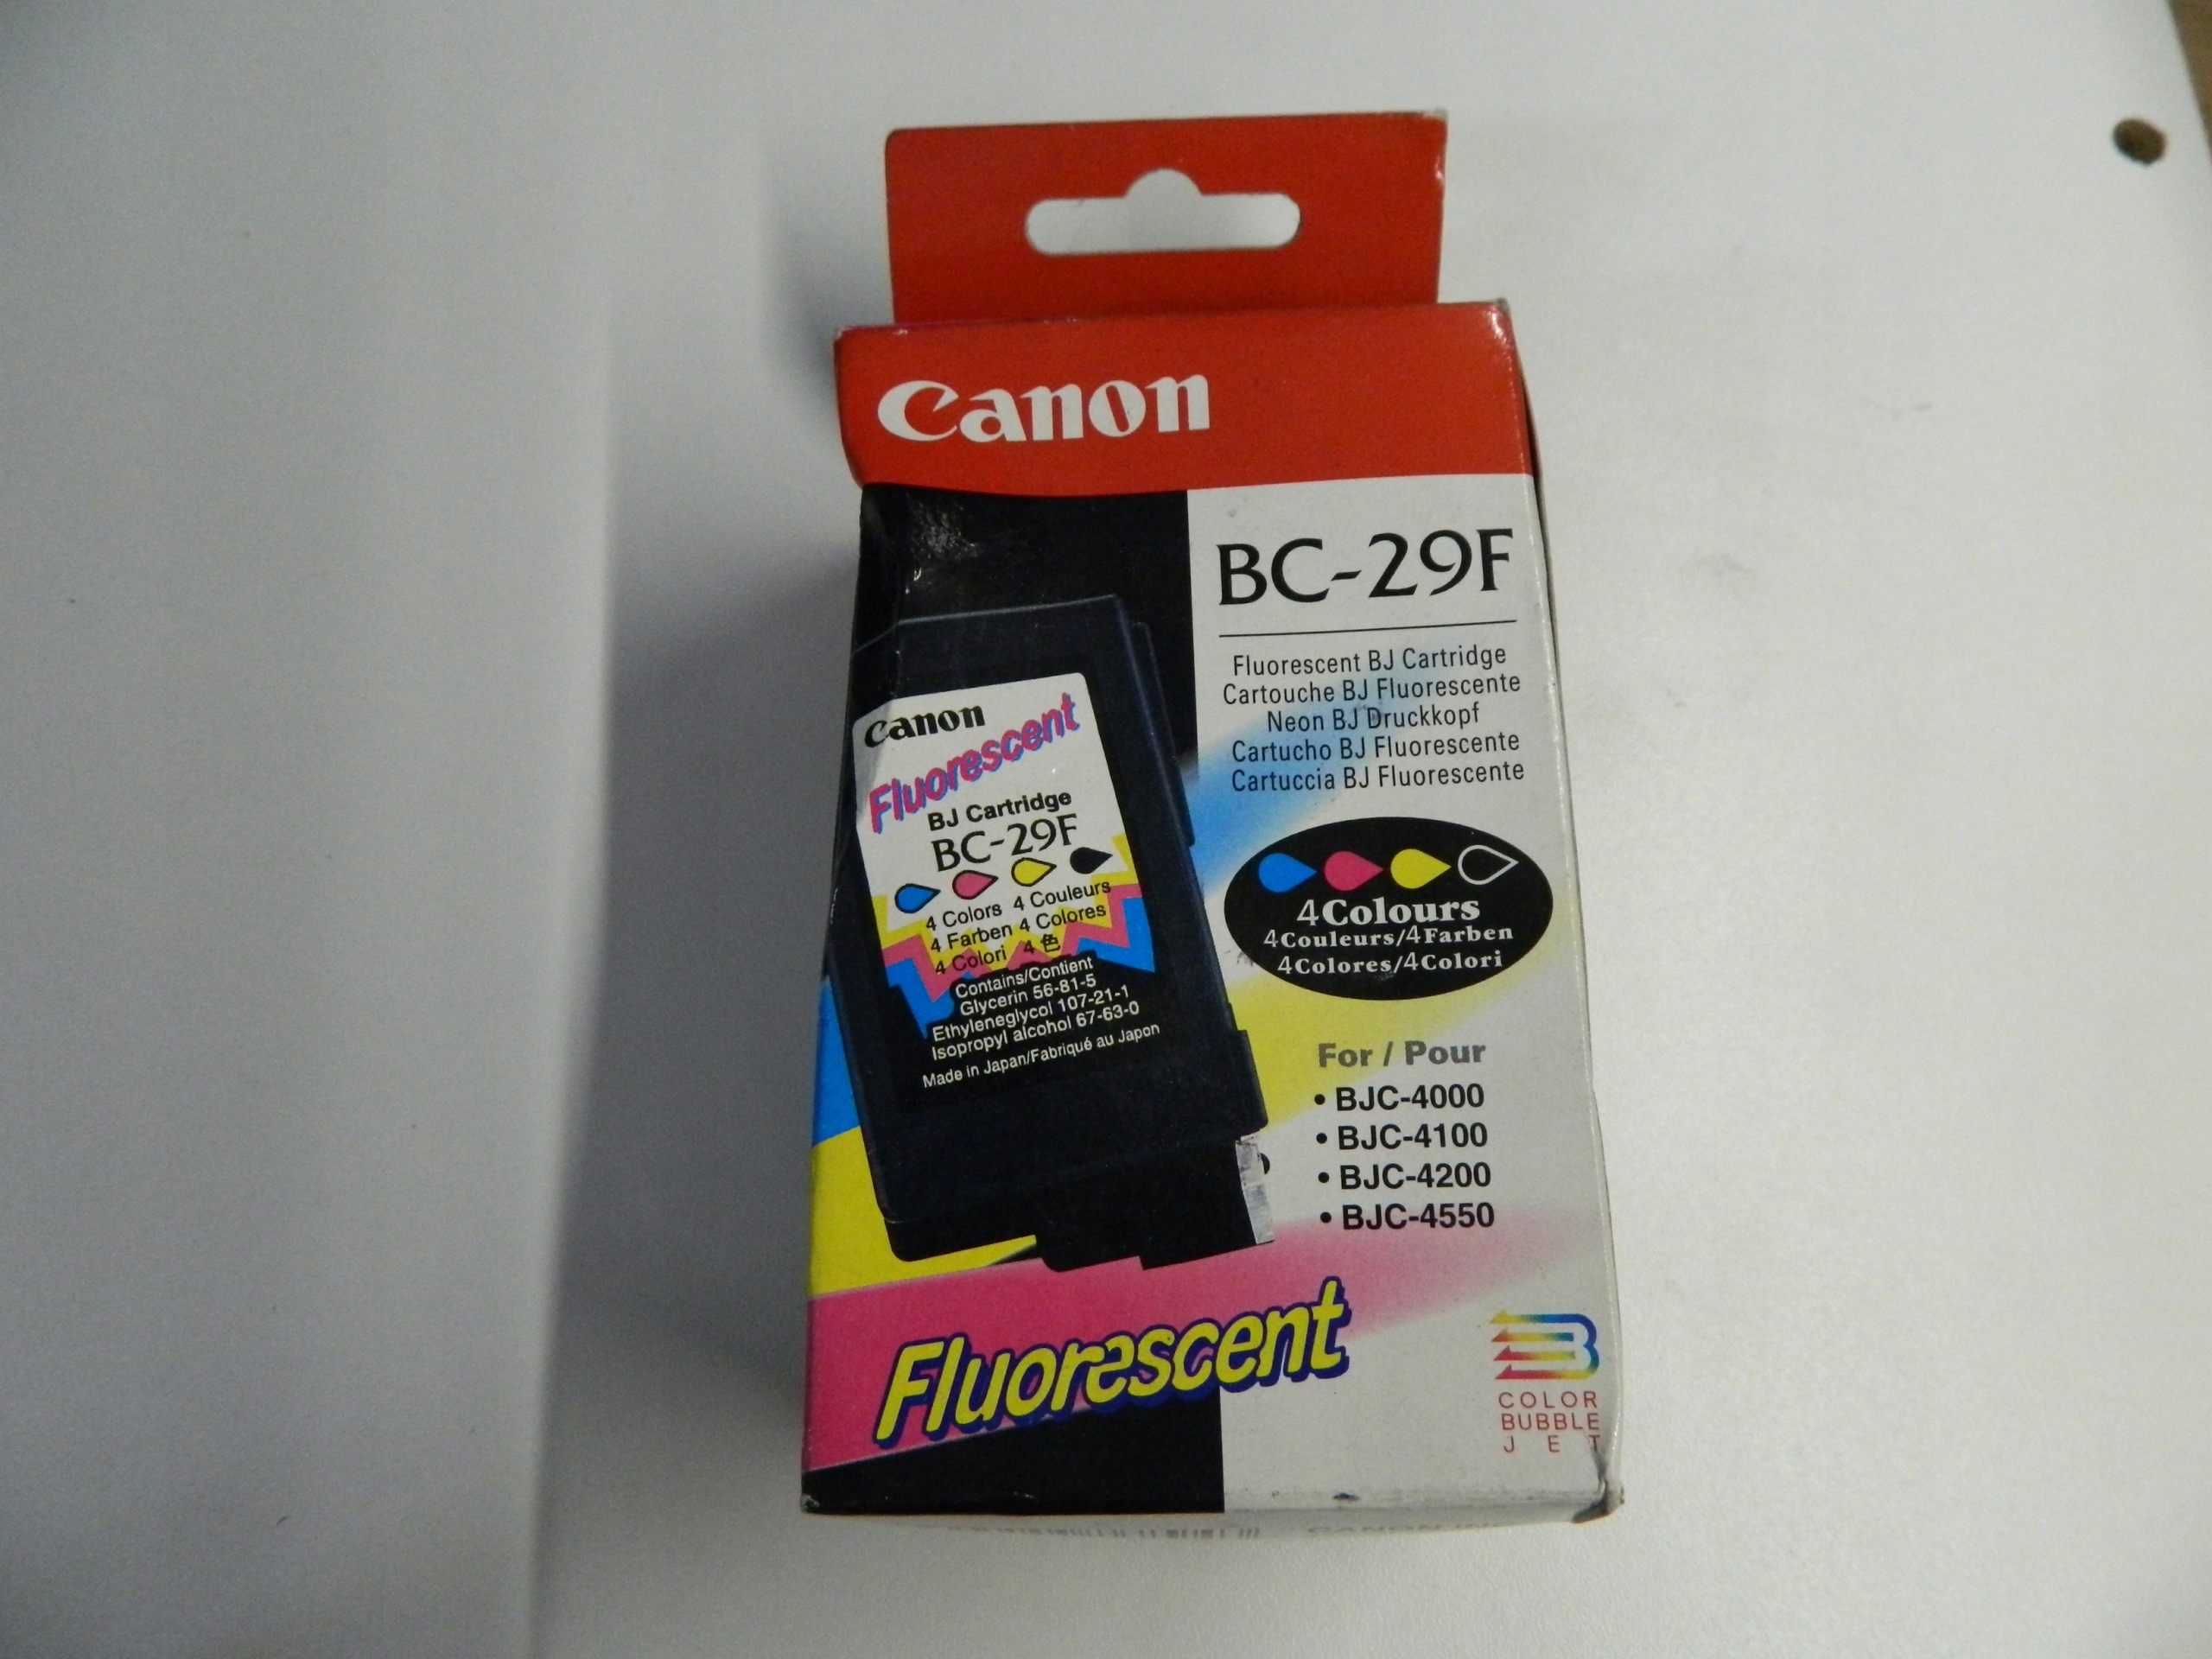 Canon
BC-29F
Fluorescent BJ Cartridge
Cartouche BJ Fluorescente
Neon BJ Druckkopf
Cartucho BJ Fluorescente
Cartuccia BJ Fluorescente
4Colours
4Couleurs/4Farben
4Colores/4Colori
For / Pour
• BJC-4000
• BJC-4100
• BJC-4200
• BJC-4550
Canon
Fluorescent
BJ Cartridge
BC-29F
4 Colors 4 Couleurs
4 Farben 4 Colores
4 Colori 4 色
Contains/Contient
Glycerin 56-81-5
Ethyleneglycol 107-21-1
Isopropyl alcohol 67-63-0
Made in Japan/Fabriqué au Japon
Fluorescent
COLOR
BUBBLE
JET